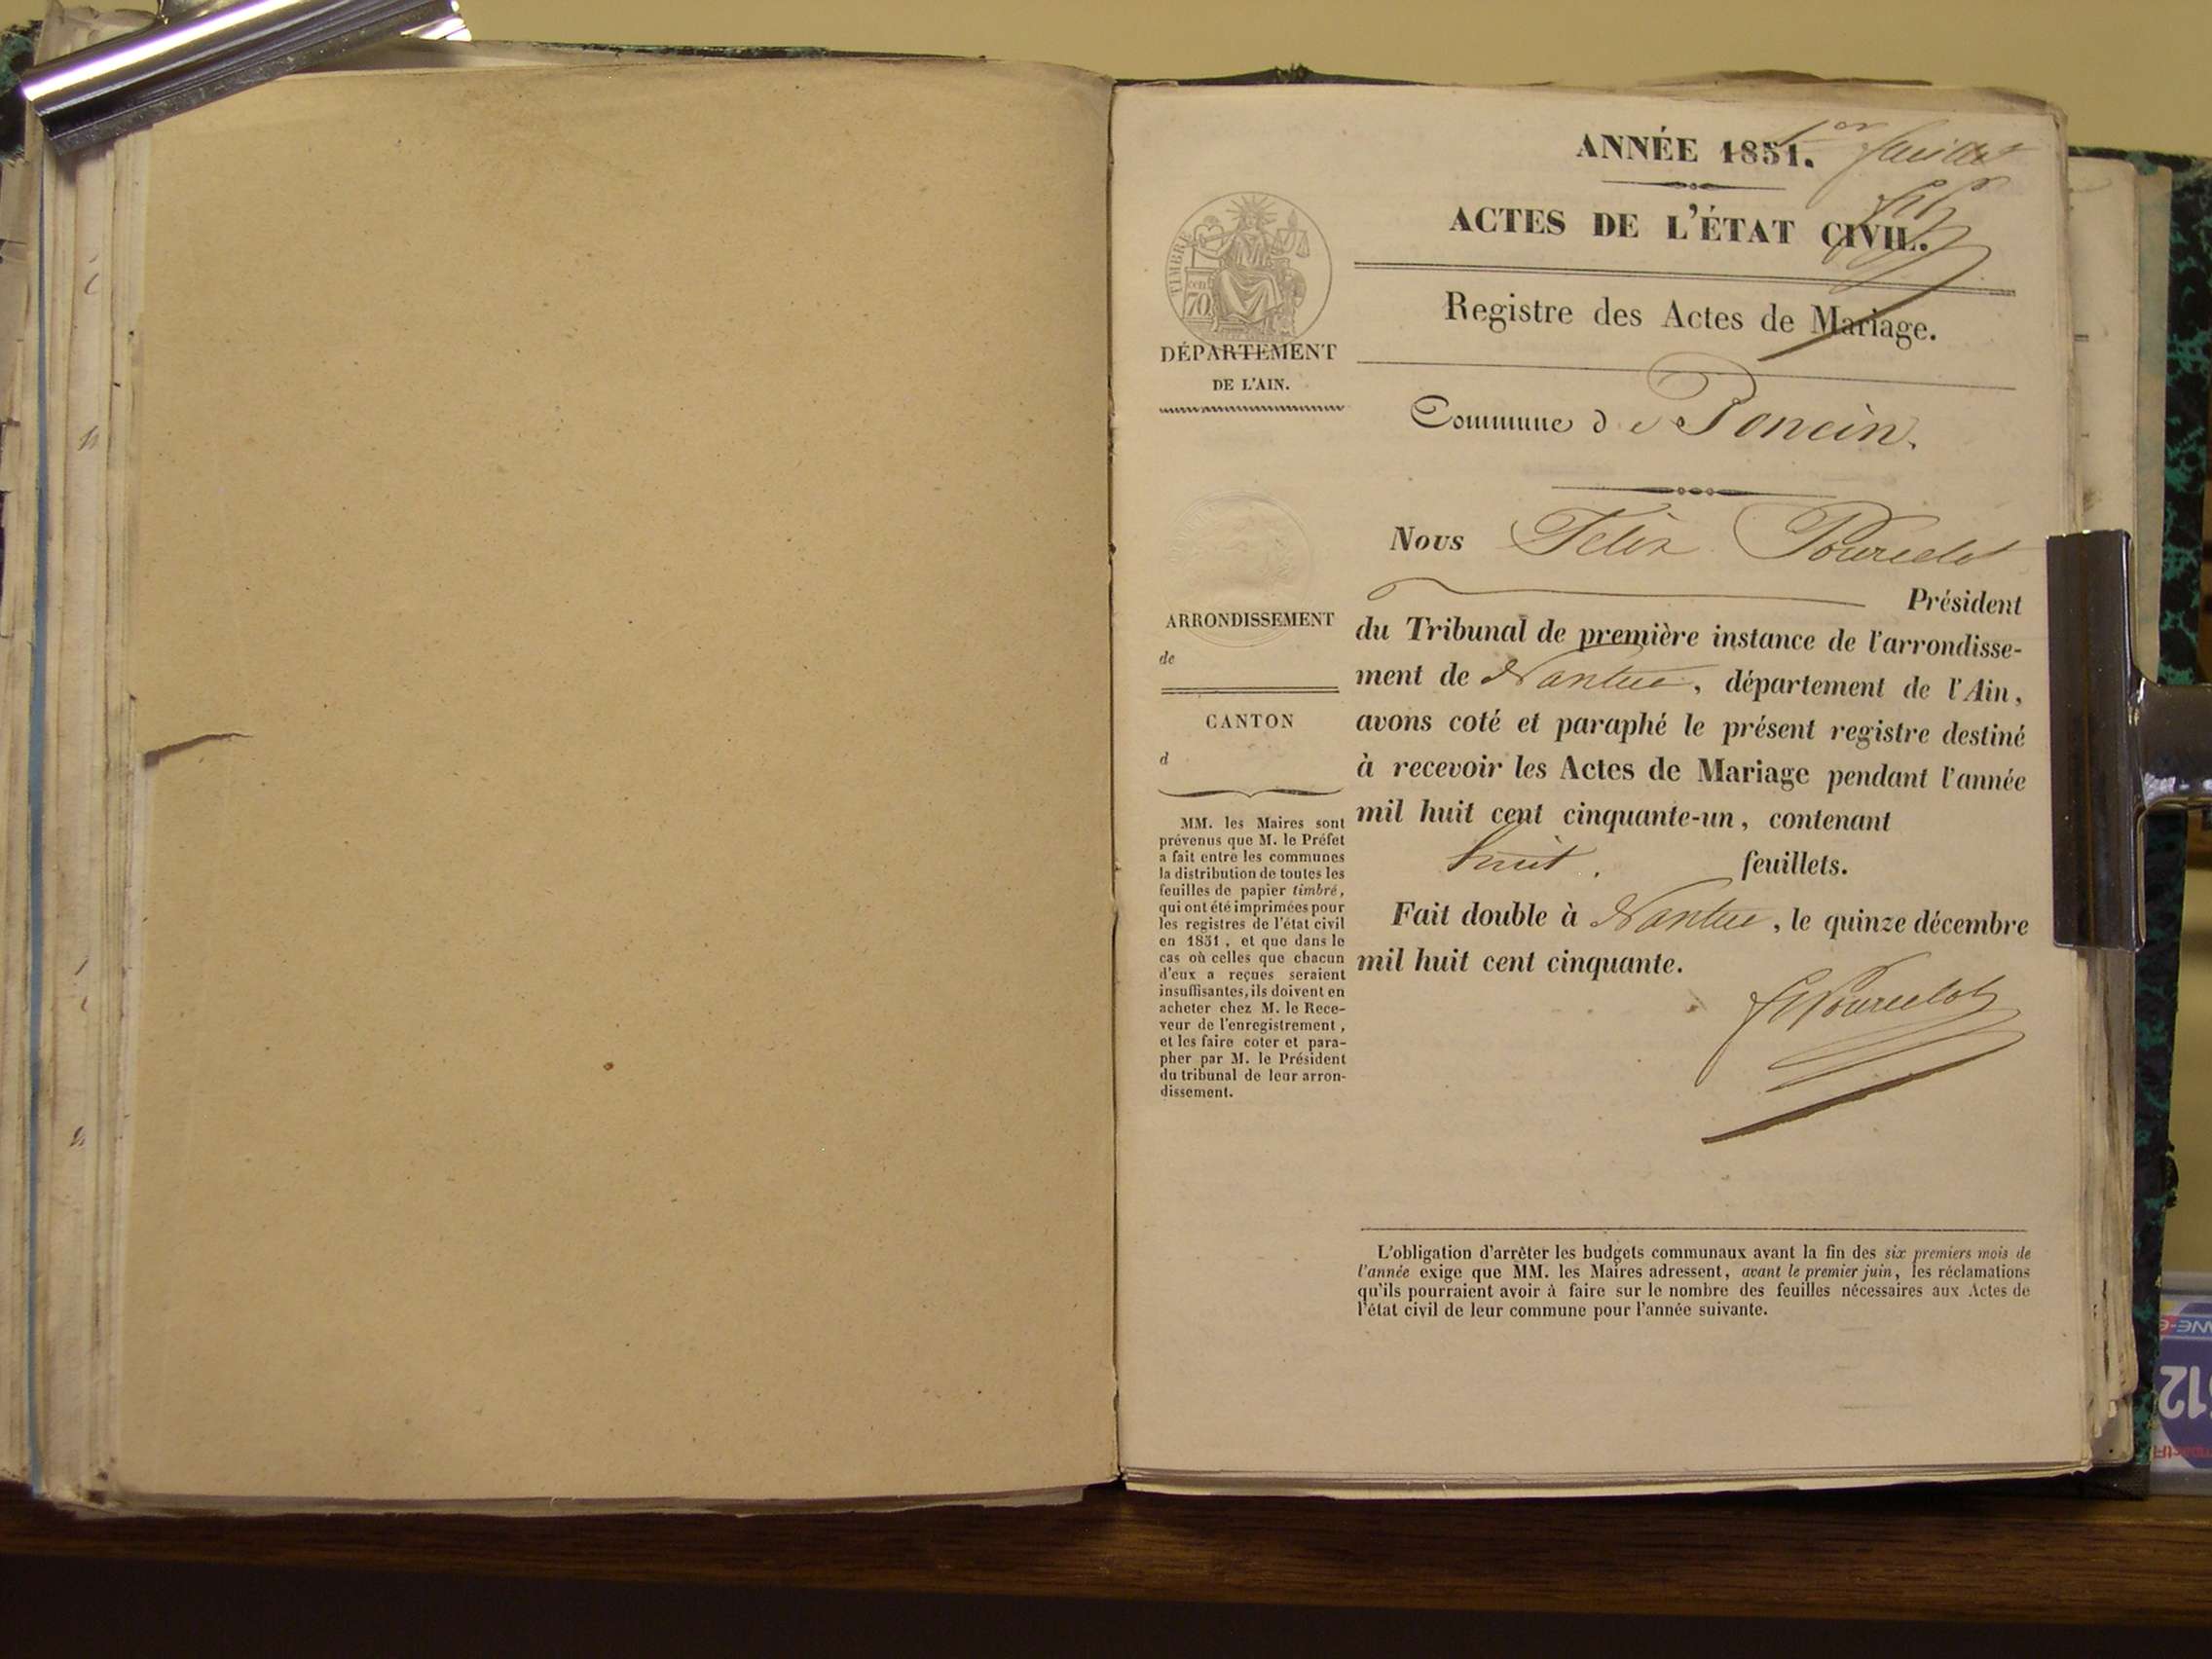 ANNÉE 1851.
1er feuillet
ACTES DE L'ÉTAT CIVIL.
TIMBRE
70
Registre des Actes de Mariage.
DÉPARTEMENT
DE L'AIN.
Commune de Poncin.
Nous Félix Pourcelot
Président
du Tribunal de première instance de l'arrondisse-
ment de Nantua, département de l'Ain,
avons coté et paraphé le présent registre destiné
à recevoir les Actes de Mariage pendant l'année
mil huit cent cinquante-un, contenant
huit. feuillets.
Fait double à Nantua, le quinze décembre
mil huit cent cinquante.
Pourcelot
ARRONDISSEMENT
de
CANTON
d
MM. les Maires sont
prévenus que M. le Préfet
a fait entre les communes
la distribution de toutes les
feuilles de papier timbré,
qui ont été imprimées pour
les registres de l'état civil
en 1851, et que dans le
cas où celles que chacun
d'eux a reçues seraient
insuffisantes, ils doivent en
acheter chez M. le Rece-
veur de l'enregistrement,
et les faire coter et para-
pher par M. le Président
du tribunal de leur arron-
dissement.
L'obligation d'arrêter les budgets communaux avant la fin des six premiers mois de
l'année exige que MM. les Maires adressent, avant le premier juin, les réclamations
qu'ils pourraient avoir à faire sur le nombre des feuilles nécessaires aux Actes de
l'état civil de leur commune pour l'année suivante.
512